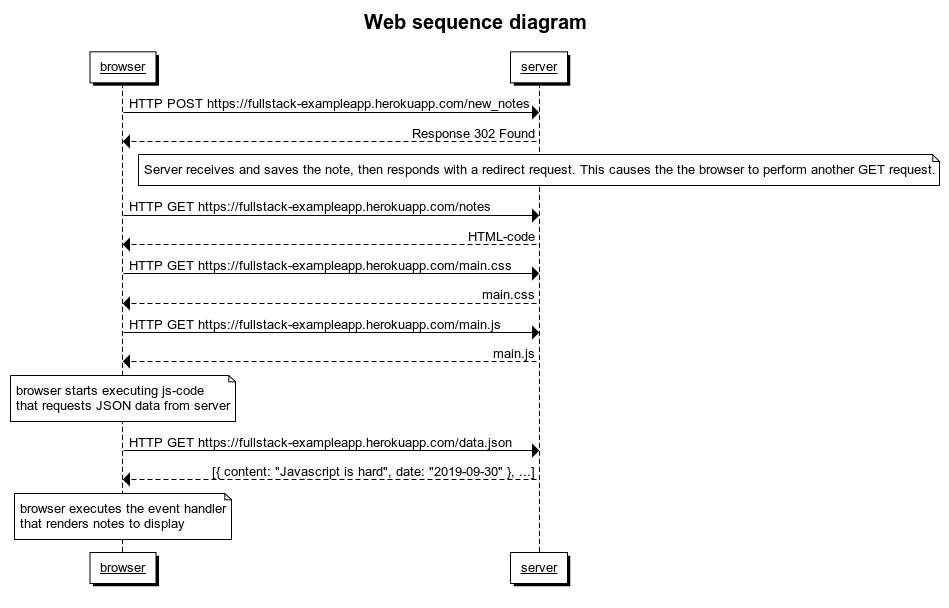 Web sequence diagram
browser
server
HTTP POST https://fullstack-exampleapp.herokuapp.com/new_notes
Response 302 Found
Server receives and saves the note, then responds with a redirect request. This causes the the browser to perform another GET request.
HTTP GET https://fullstack-exampleapp.herokuapp.com/notes
HTML-code
HTTP GET https://fullstack-exampleapp.herokuapp.com/main.css
main.css
HTTP GET https://fullstack-exampleapp.herokuapp.com/main.js
main.js
browser starts executing js-code
that requests JSON data from server
HTTP GET https://fullstack-exampleapp.herokuapp.com/data.json
[{ content: "Javascript is hard", date: "2019-09-30" }, ...]
browser executes the event handler
that renders notes to display
browser
server